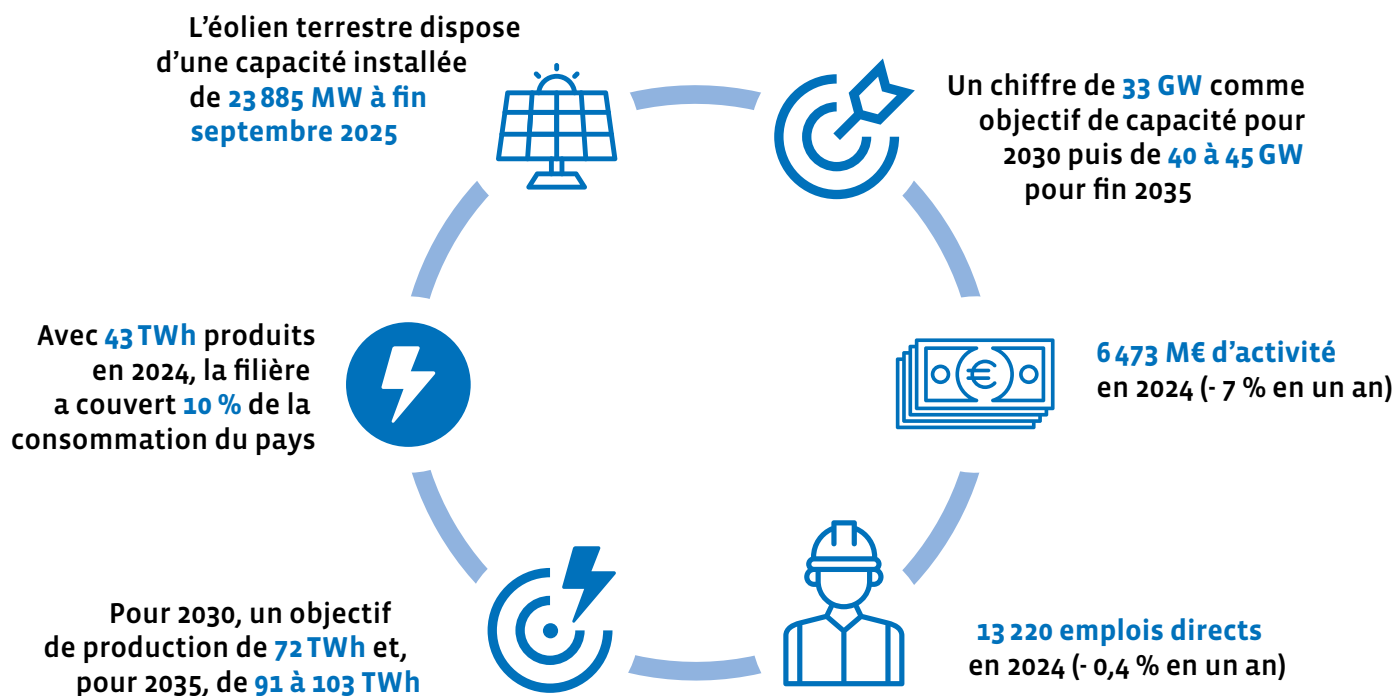 L’éolien terrestre dispose
d’une capacité installée
de 23 885 MW à fin
septembre 2025
Un chiffre de 33 GW comme
objectif de capacité pour
2030 puis de 40 à 45 GW
pour fin 2035
Avec 43 TWh produits
en 2024, la filière
a couvert 10 % de la
consommation du pays
6 473 M€ d’activité
en 2024 (- 7 % en un an)
Pour 2030, un objectif
de production de 72 TWh et,
pour 2035, de 91 à 103 TWh
13 220 emplois directs
en 2024 (- 0,4 % en un an)